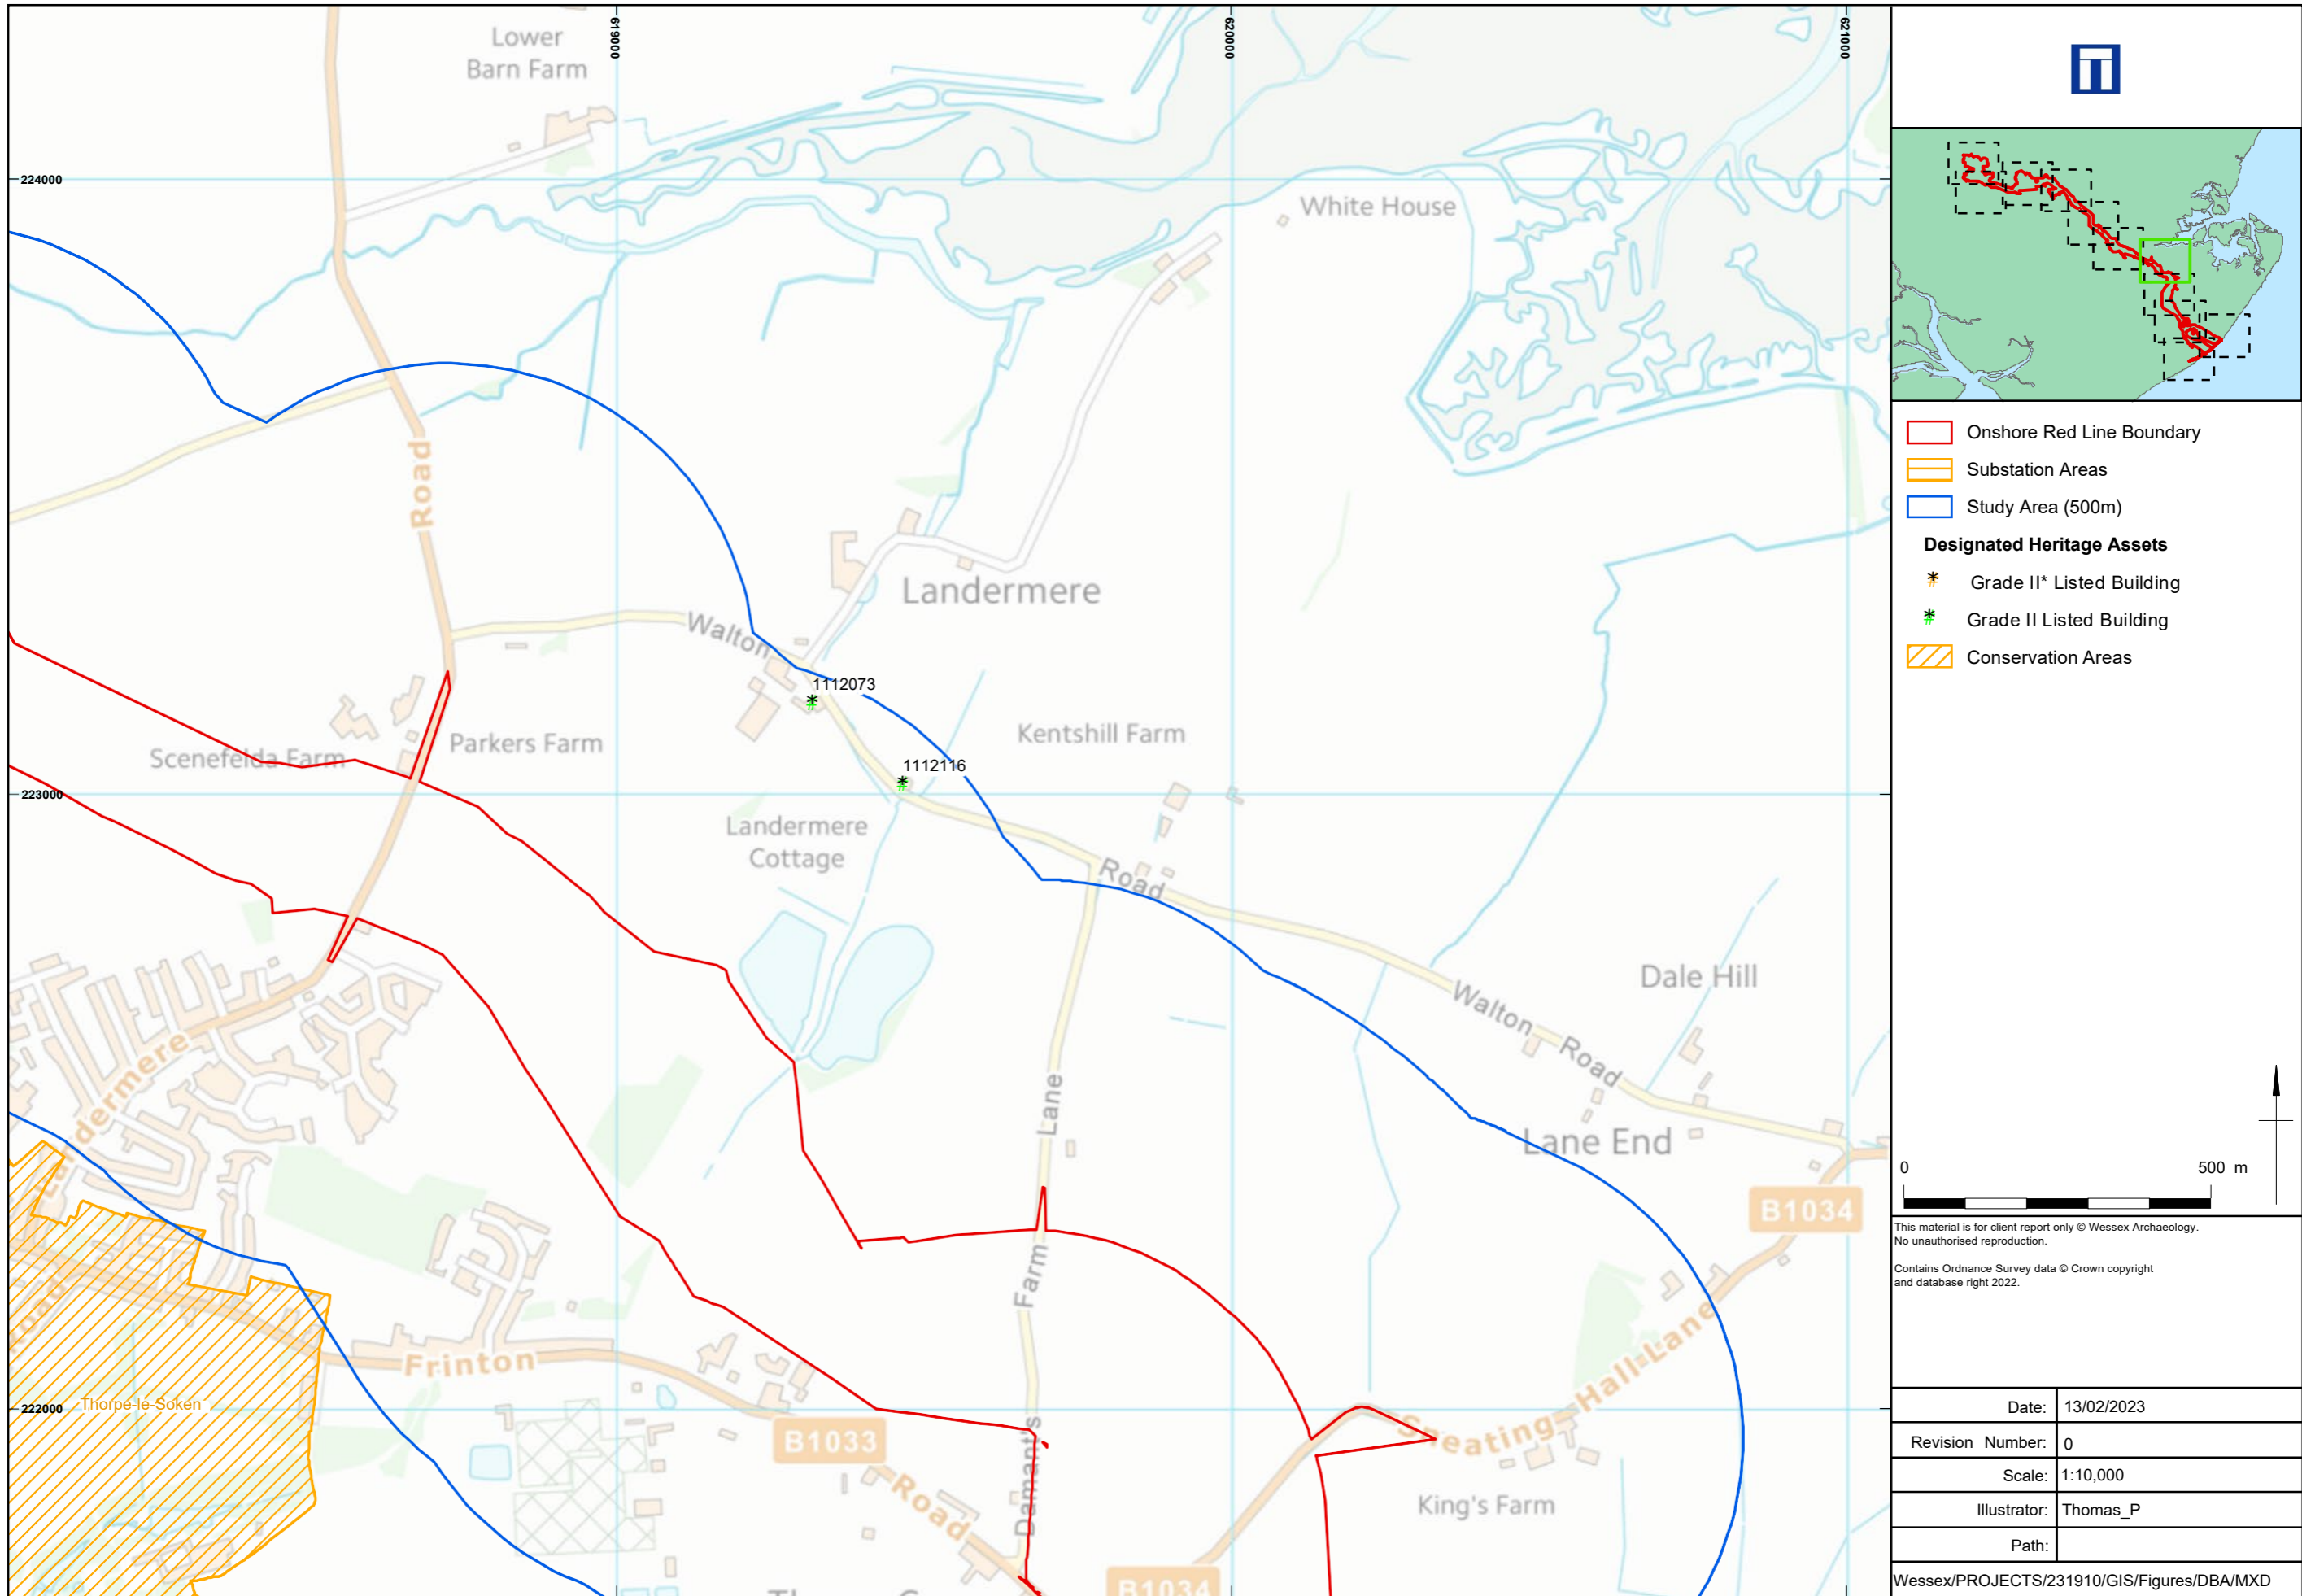 619000
620000
621000
Lower
Barn Farm
224000
White House
Road
Landermere
Walton
1112073
Scenefelda Farm
Parkers Farm
Kentshill Farm
1112116
223000
Landermere
Cottage
Road
Dale Hill
Walton
Road
Landermere
Lane
Lane End
B1034
Farm
Road
Frinton
Thorpe-le-Soken
222000
B1033
Sneating Hall Lane
Damant's
Road
King's Farm
B1034
Onshore Red Line Boundary
Substation Areas
Study Area (500m)
Designated Heritage Assets
Grade II* Listed Building
Grade II Listed Building
Conservation Areas
0 500 m
This material is for client report only © Wessex Archaeology.
No unauthorised reproduction.
Contains Ordnance Survey data © Crown copyright
and database right 2022.
Date: 13/02/2023
Revision Number: 0
Scale: 1:10,000
Illustrator: Thomas_P
Path:
Wessex/PROJECTS/231910/GIS/Figures/DBA/MXD